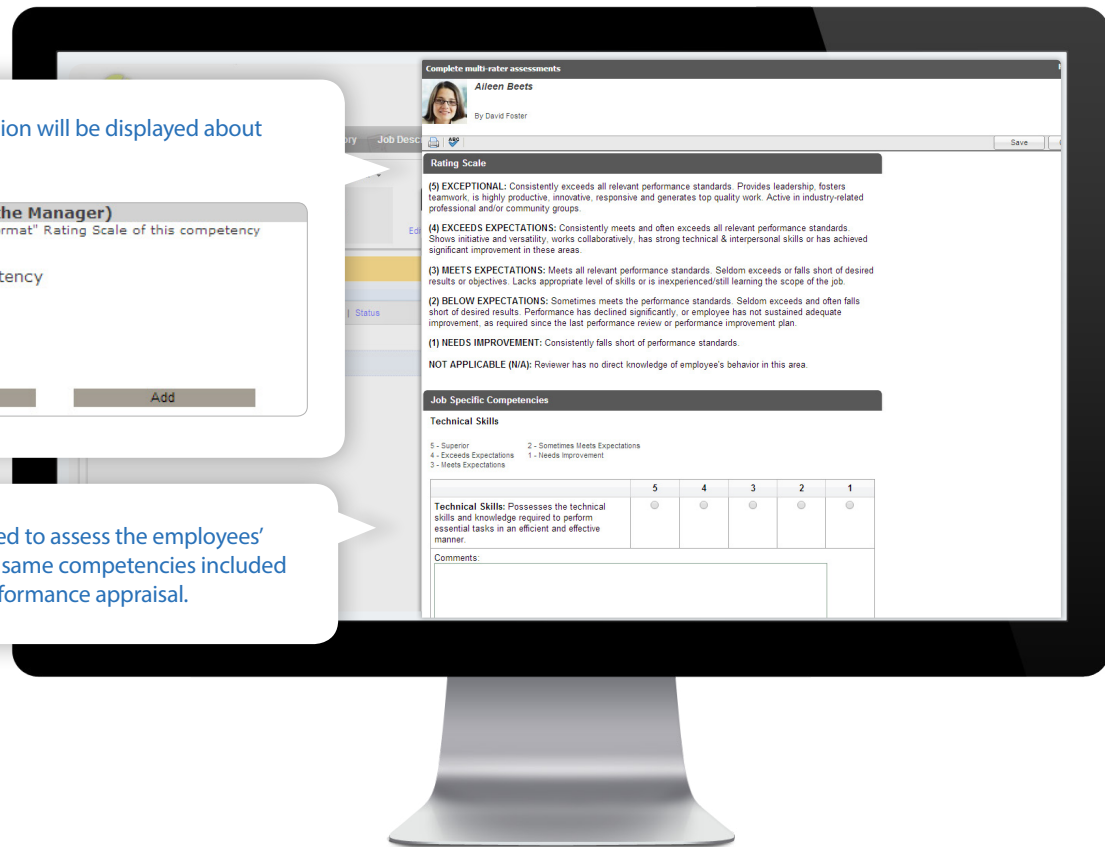 Complete multi-rater assessments
Aileen Beets
By David Foster
ABC
Save
ion will be displayed about
ory
Job Desc
the Manager)
ormat" Rating Scale of this competency
tency
Add
| Status
Rating Scale
(5) EXCEPTIONAL: Consistently exceeds all relevant performance standards. Provides leadership, fosters
teamwork, is highly productive, innovative, responsive and generates top quality work. Active in industry-related
professional and/or community groups.
(4) EXCEEDS EXPECTATIONS: Consistently meets and often exceeds all relevant performance standards.
Shows initiative and versatility, works collaboratively, has strong technical & interpersonal skills or has achieved
significant improvement in these areas.
(3) MEETS EXPECTATIONS: Meets all relevant performance standards. Seldom exceeds or falls short of desired
results or objectives. Lacks appropriate level of skills or is inexperienced/still learning the scope of the job.
(2) BELOW EXPECTATIONS: Sometimes meets the performance standards. Seldom exceeds and often falls
short of desired results. Performance has declined significantly, or employee has not sustained adequate
improvement, as required since the last performance review or performance improvement plan.
(1) NEEDS IMPROVEMENT: Consistently falls short of performance standards.
NOT APPLICABLE (N/A): Reviewer has no direct knowledge of employee's behavior in this area.
Job Specific Competencies
Technical Skills
5 - Superior 2 - Sometimes Meets Expectations
4 - Exceeds Expectations 1 - Needs Improvement
3 - Meets Expectations
5 4 3 2 1
Technical Skills: Possesses the technical
skills and knowledge required to perform
essential tasks in an efficient and effective
manner.
Comments:
ed to assess the employees'
same competencies included
formance appraisal.